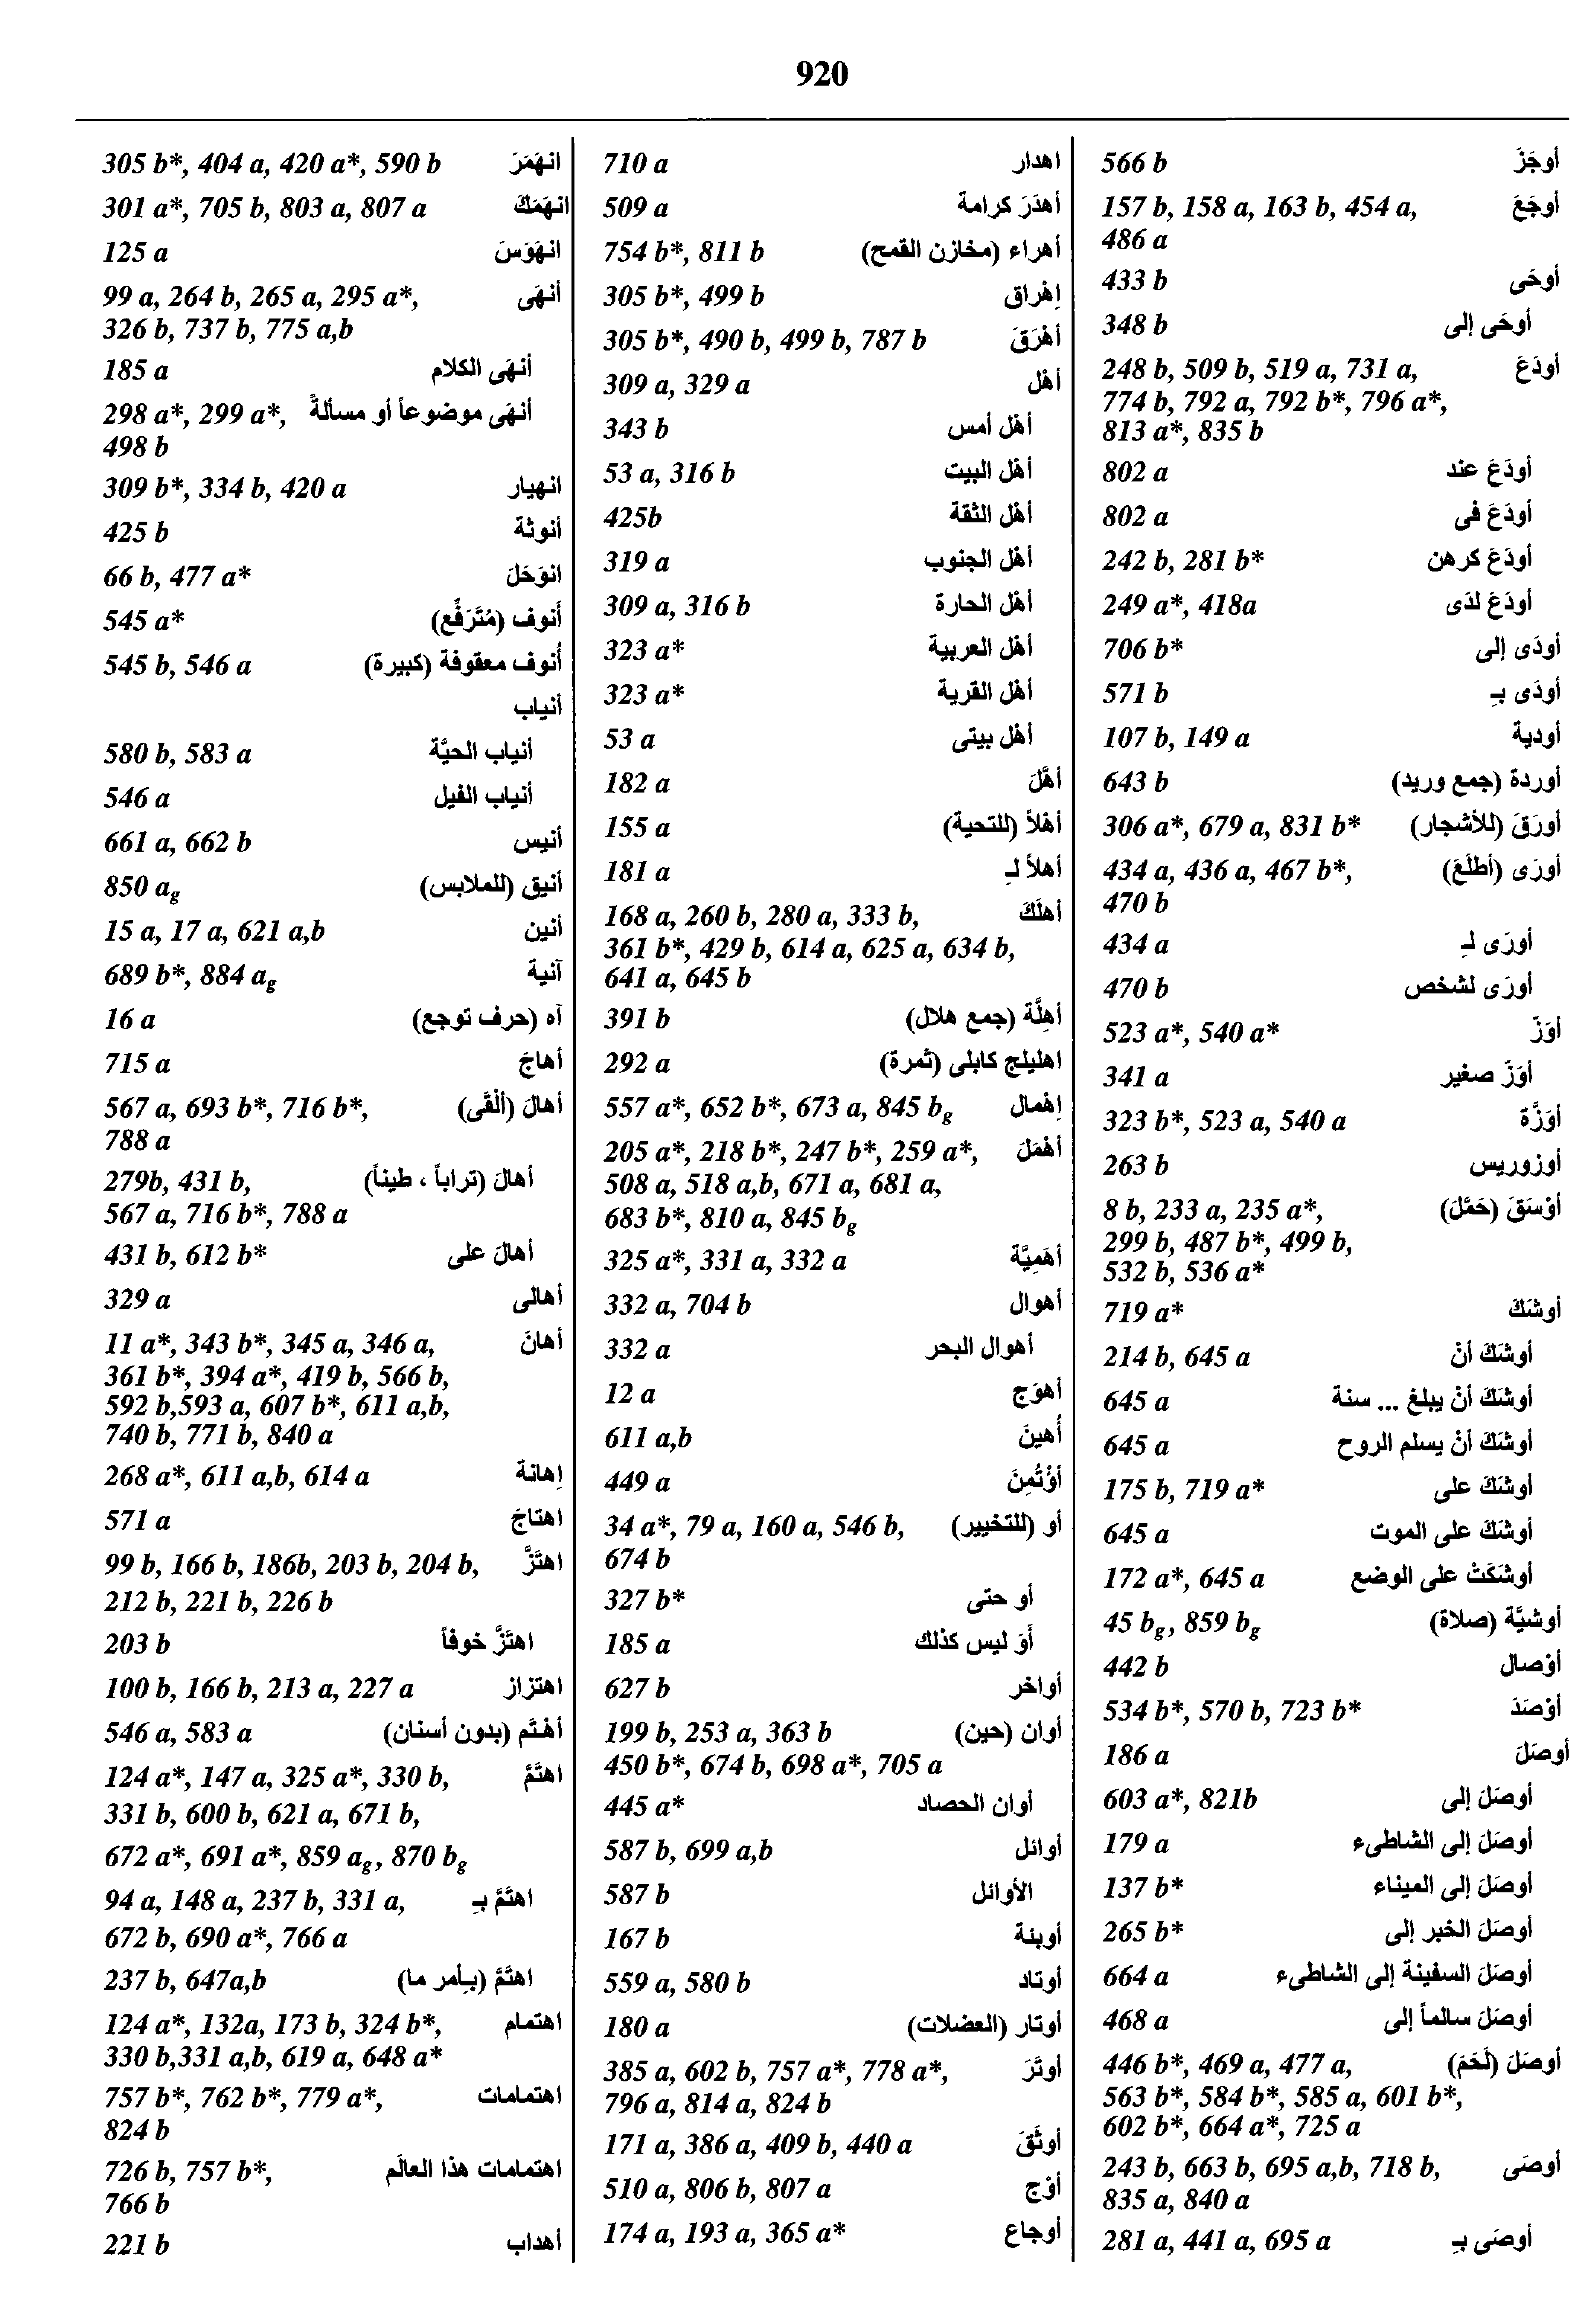 920
305 b*, 404 a, 420 a*, 590 b انهَمَرَ
301 a*, 705 b, 803 a, 807 a انهَمَكَ
125 a انهَوَسَ
99 a, 264 b, 265 a, 295 a*, أنهَى
326 b, 737 b, 775 a,b
185 a أنهَى الكلام
298 a*, 299 a*, أنهَى موضوعاً أو مسألةً
498 b
309 b*, 334 b, 420 a انهيار
425 b أنوثة
66 b, 477 a* انوَحَلَ
545 a* أَنوف (مُتَرَفِّع)
545 b, 546 a أُنوف معقوفة (كبيرة)
أنياب
580 b, 583 a أنياب الحيَّة
546 a أنياب الفيل
661 a, 662 b أنيس
850 ag أنيق (للملابس)
15 a, 17 a, 621 a,b أنين
689 b*, 884 ag آنية
16 a آه (حرف توجع)
715 a أهاجَ
567 a, 693 b*, 716 b*, أهالَ (ألْقَى)
788 a
279b, 431 b, أهالَ (تراباً ، طيناً)
567 a, 716 b*, 788 a
431 b, 612 b* أهالَ على
329 a أهالى
11 a*, 343 b*, 345 a, 346 a, أهانَ
361 b*, 394 a*, 419 b, 566 b,
592 b,593 a, 607 b*, 611 a,b,
740 b, 771 b, 840 a
268 a*, 611 a,b, 614 a إهانة
571 a اهتاجَ
99 b, 166 b, 186b, 203 b, 204 b, اهتَزَّ
212 b, 221 b, 226 b
203 b اهتَزَّ خوفاً
100 b, 166 b, 213 a, 227 a اهتزاز
546 a, 583 a أهْتَم (بدون أسنان)
124 a*, 147 a, 325 a*, 330 b, اهتَمَّ
331 b, 600 b, 621 a, 671 b,
672 a*, 691 a*, 859 ag, 870 bg
94 a, 148 a, 237 b, 331 a, اهتَمَّ بـِ
672 b, 690 a*, 766 a
237 b, 647a,b اهتَمَّ (بـأمر ما)
124 a*, 132a, 173 b, 324 b*, اهتمام
330 b,331 a,b, 619 a, 648 a*
757 b*, 762 b*, 779 a*, اهتمامات
824 b
726 b, 757 b*, اهتمامات هذا العالَم
766 b
221 b أهداب
710 a اهدار
509 a أهدَرَ كرامة
754 b*, 811 b أهراء (مخازن القمح)
305 b*, 499 b إهْراق
305 b*, 490 b, 499 b, 787 b أهْرَقَ
309 a, 329 a أهْل
343 b أهْل أمس
53 a, 316 b أهْل البيت
425b أهْل الثقة
319 a أهْل الجنوب
309 a, 316 b أهْل الحارة
323 a* أهْل العربية
323 a* أهْل القرية
53 a أهْل بيتى
182 a أهَّلَ
155 a أهْلاً (للتحية)
181 a أهلاً لـِ
168 a, 260 b, 280 a, 333 b, أهلَكَ
361 b*, 429 b, 614 a, 625 a, 634 b,
641 a, 645 b
391 b أهِلَّة (جمع هلال)
292 a اهليلج كابلى (ثمرة)
557 a*, 652 b*, 673 a, 845 bg إهْمال
205 a*, 218 b*, 247 b*, 259 a*, أهْمَلَ
508 a, 518 a,b, 671 a, 681 a,
683 b*, 810 a, 845 bg
325 a*, 331 a, 332 a أهَمِيَّة
332 a, 704 b أهوال
332 a أهوال البحر
12 a أهوَج
611 a,b أُهينَ
449 a أؤتُمِنَ
34 a*, 79 a, 160 a, 546 b, أو (للتخيير)
674 b
327 b* أو حتى
185 a أوَ ليس كذلك
627 b أواخر
199 b, 253 a, 363 b أوان (حين)
450 b*, 674 b, 698 a*, 705 a
445 a* أوان الحصاد
587 b, 699 a,b أوائل
587 b الأوائل
167 b أوبئة
559 a, 580 b أوتاد
180 a أوتار (العضلات)
385 a, 602 b, 757 a*, 778 a*, أوتَّرَ
796 a, 814 a, 824 b
171 a, 386 a, 409 b, 440 a أوثَقَ
510 a, 806 b, 807 a أوْج
174 a, 193 a, 365 a* أوجاع
566 b أوجَزَ
157 b, 158 a, 163 b, 454 a, أوجَعَ
486 a
433 b أوحَى
348 b أوحَى إلى
248 b, 509 b, 519 a, 731 a, أودَعَ
774 b, 792 a, 792 b*, 796 a*,
813 a*, 835 b
802 a أودَعَ عند
802 a أودَعَ فى
242 b, 281 b* أودَعَ كرهن
249 a*, 418a أودَعَ لدَى
706 b* أودَى إلى
571 b أودَى بـِ
107 b, 149 a أودية
643 b أوردة (جمع وريد)
306 a*, 679 a, 831 b* أورَقَ (للأشجار)
434 a, 436 a, 467 b*, أورَى (أطلَعَ)
470 b
434 a أورَى لـِ
470 b أورَى لشخص
523 a*, 540 a* أوَزّ
341 a أوَزّ صغير
323 b*, 523 a, 540 a أوَزَّة
263 b أوزوريس
8 b, 233 a, 235 a*, أوْسَقَ (حَمَّلَ)
299 b, 487 b*, 499 b,
532 b, 536 a*
719 a* أوشَكَ
214 b, 645 a أوشَكَ أنْ
645 a أوشَكَ أنْ يبلغ ... سنة
645 a أوشَكَ أنْ يسلم الروح
175 b, 719 a* أوشَكَ على
645 a أوشَكَ على الموت
172 a*, 645 a أوشَكَتْ على الوضع
45 bg, 859 bg أوشيَّة (صلاة)
442 b أوْصال
534 b*, 570 b, 723 b* أوْصَدَ
186 a أوصَلَ
603 a*, 821b أوصَلَ إلى
179 a أوصَلَ إلى الشاطىء
137 b* أوصَلَ إلى الميناء
265 b* أوصَلَ الخبر إلى
664 a أوصَلَ السفينة إلى الشاطىء
468 a أوصَلَ سالماً إلى
446 b*, 469 a, 477 a, أوصَلَ (لَحَمَ)
563 b*, 584 b*, 585 a, 601 b*,
602 b*, 664 a*, 725 a
243 b, 663 b, 695 a,b, 718 b, أوصَى
835 a, 840 a
281 a, 441 a, 695 a أوصَى بـِ